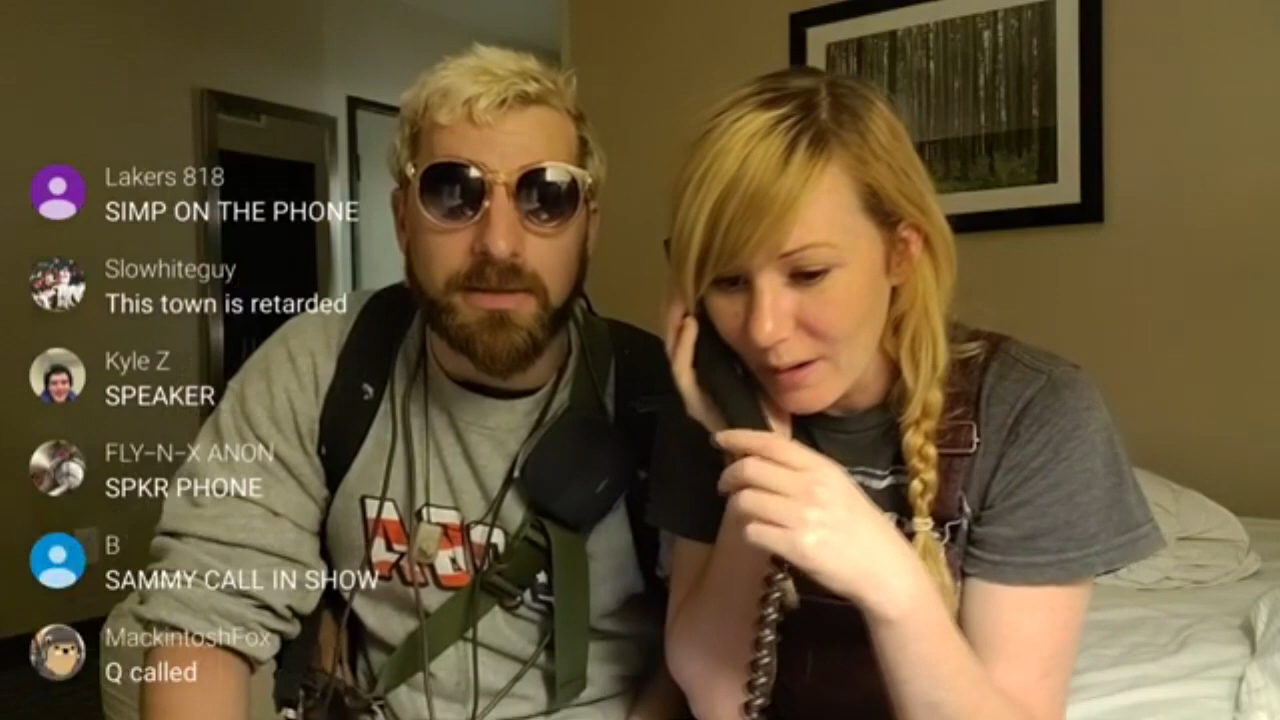 Lakers 818
SIMP ON THE PHONE
Slowhiteguy
This town is retarded
Kyle Z
SPEAKER
FLY-N-X ANON
SPKR PHONE
B
SAMMY CALL IN SHOW
MackintoshFox
Q called